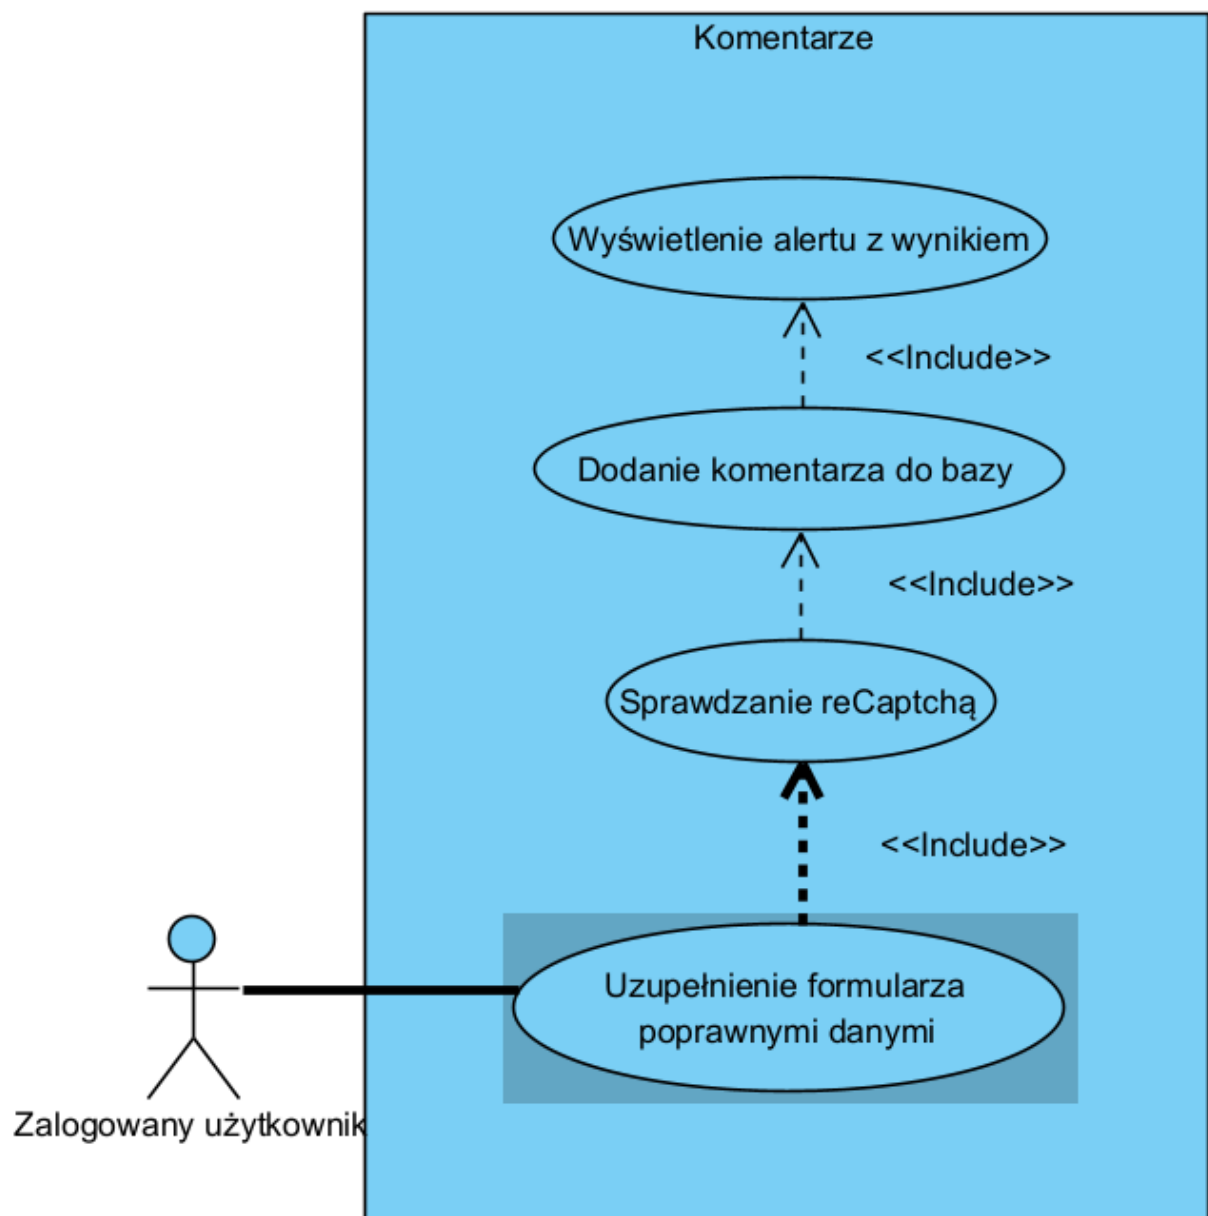 Komentarze
Wyświetlenie alertu z wynikiem
<<Include>>
Dodanie komentarza do bazy
<<Include>>
Sprawdzanie reCaptchą
<<Include>>
Uzupełnienie formularza
poprawnymi danymi
Zalogowany użytkownik